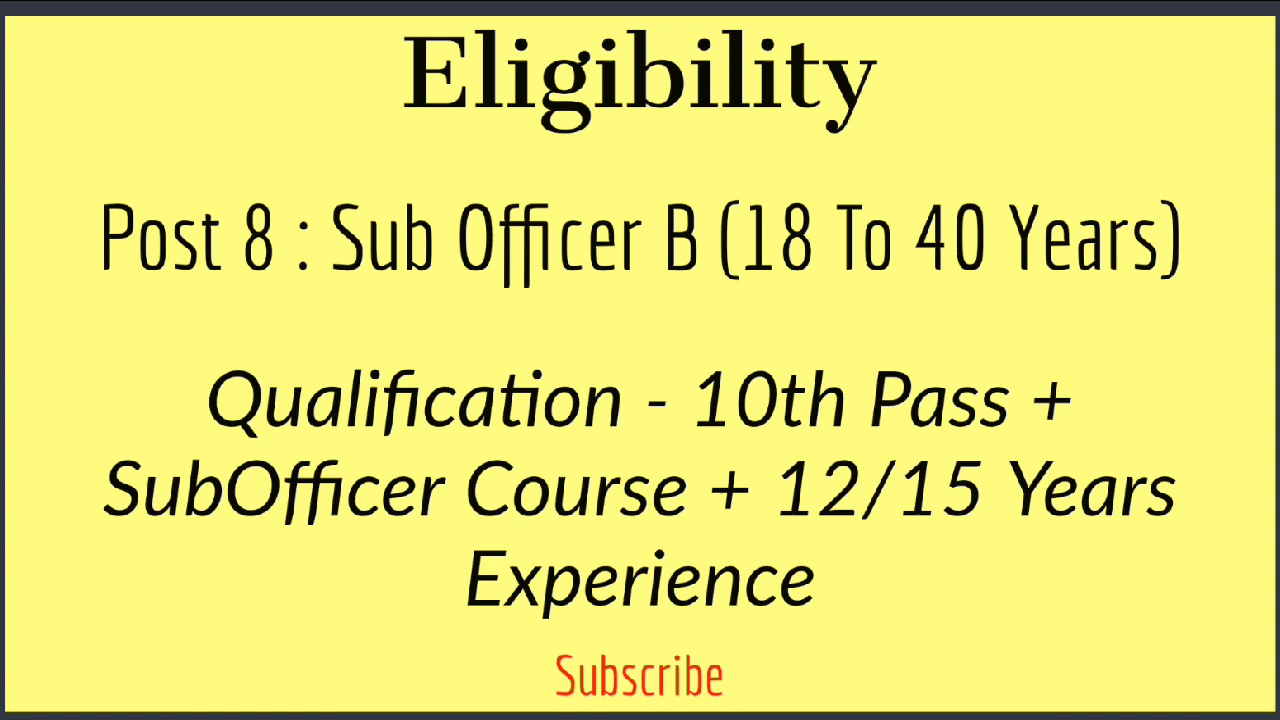 Eligibility
Post 8 : Sub Officer B (18 To 40 Years)
Qualification - 10th Pass +
SubOfficer Course + 12/15 Years
Experience
Subscribe